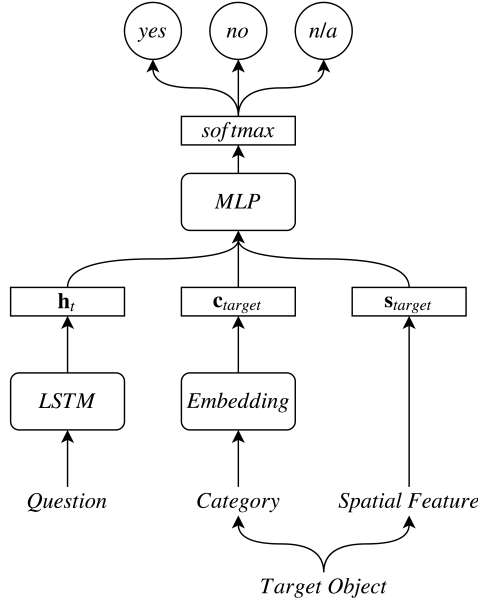 yes no n/a
softmax
MLP
h_t c_target s_target
LSTM Embedding
Question Category Spatial Feature
Target Object